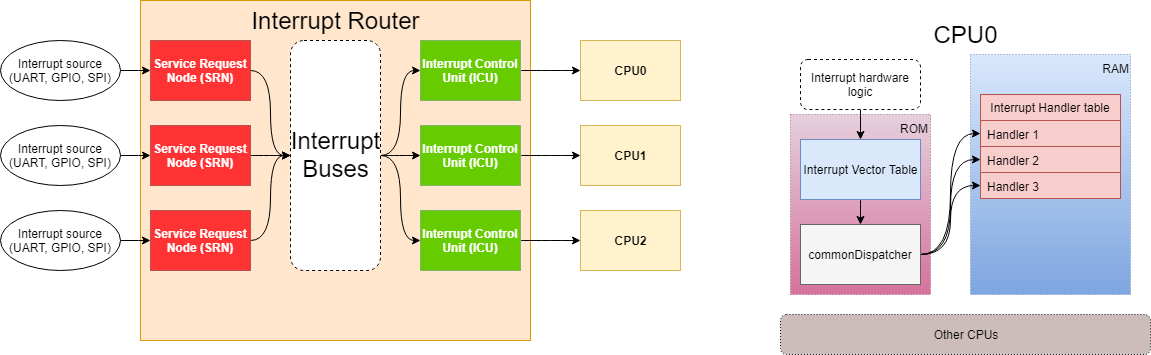 Interrupt Router
Interrupt source
(UART, GPIO, SPI)
Service Request
Node (SRN)
Interrupt Control
Unit (ICU)
CPU0
Interrupt source
(UART, GPIO, SPI)
Service Request
Node (SRN)
Interrupt
Buses
Interrupt Control
Unit (ICU)
CPU1
Interrupt source
(UART, GPIO, SPI)
Service Request
Node (SRN)
Interrupt Control
Unit (ICU)
CPU2
CPU0
Interrupt hardware
logic
ROM
Interrupt Vector Table
commonDispatcher
RAM
Interrupt Handler table
Handler 1
Handler 2
Handler 3
Other CPUs